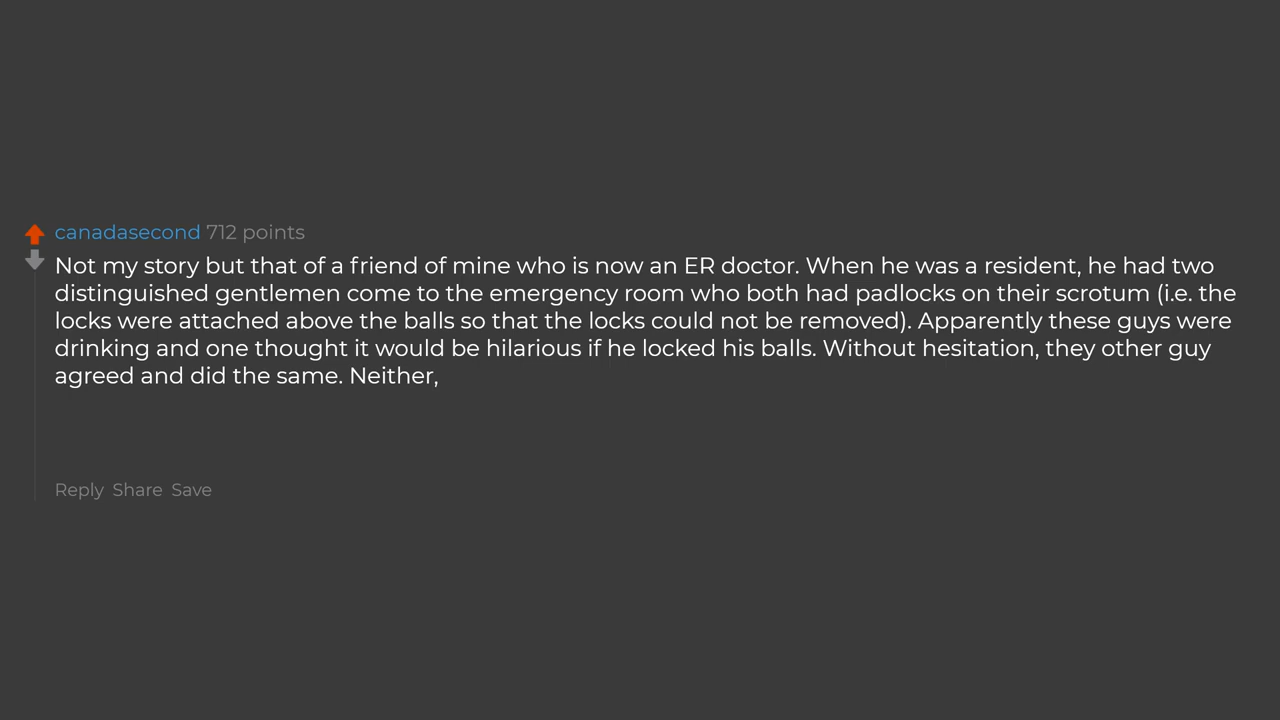 canadasecond 712 points
Not my story but that of a friend of mine who is now an ER doctor. When he was a resident, he had two
distinguished gentlemen come to the emergency room who both had padlocks on their scrotum (i.e. the
locks were attached above the balls so that the locks could not be removed). Apparently these guys were
drinking and one thought it would be hilarious if he locked his balls. Without hesitation, they other guy
agreed and did the same. Neither,
Reply Share Save